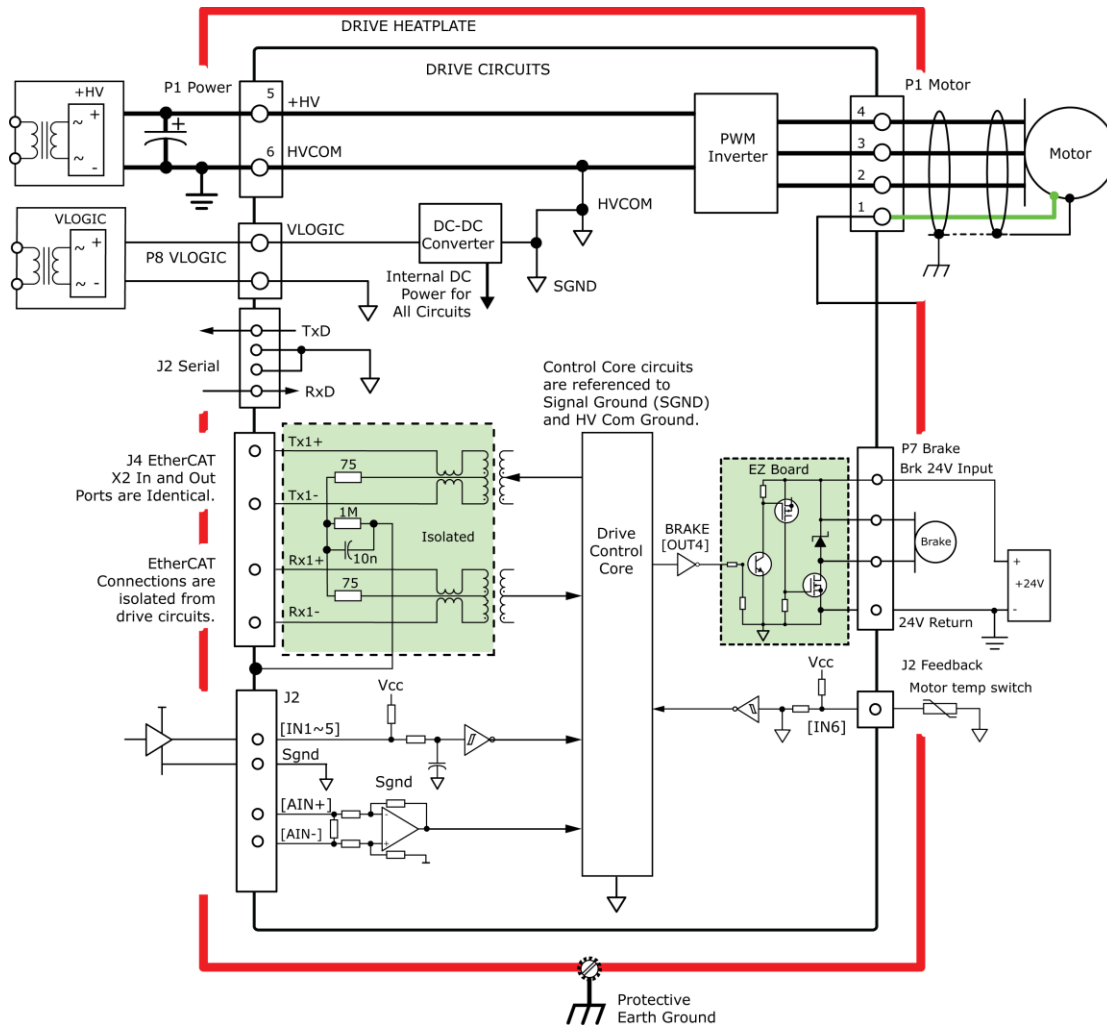 DRIVE HEATPLATE
DRIVE CIRCUITS
P1 Power
5
+HV
+HV
+
~
~
-
+
6
HVCOM
PWM
Inverter
P1 Motor
4
3
2
1
Motor
HVCOM
VLOGIC
+
~
~
-
P8 VLOGIC
VLOGIC
DC-DC
Converter
Internal DC
Power for
All Circuits
SGND
J2 Serial
TxD
RxD
Control Core circuits
are referenced to
Signal Ground (SGND)
and HV Com Ground.
J4 EtherCAT
X2 In and Out
Ports are Identical.
EtherCAT
Connections are
isolated from
drive circuits.
Tx1+
75
Tx1-
1M
10n
Isolated
Rx1+
75
Rx1-
Drive
Control
Core
BRAKE
[OUT4]
EZ Board
P7 Brake
Brk 24V Input
Brake
+
+24V
-
24V Return
J2
Vcc
[IN1~5]
Sgnd
Sgnd
[AIN+]
[AIN-]
-
+
Vcc
[IN6]
J2 Feedback
Motor temp switch
Protective
Earth Ground